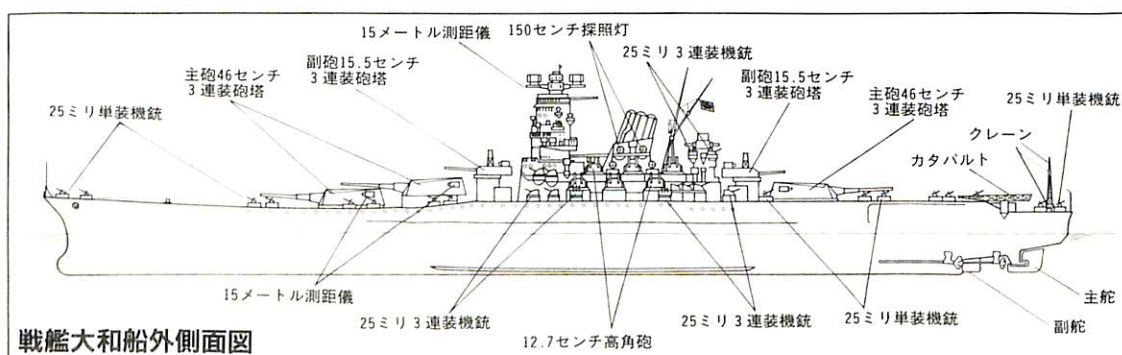 15メートル測距儀
150センチ探照灯
25ミリ3連装機銃
副砲15.5センチ
3連装砲塔
副砲15.5センチ
3連装砲塔
主砲46センチ
3連装砲塔
主砲46センチ
3連装砲塔
25ミリ単装機銃
25ミリ単装機銃
クレーン
カタパルト
15メートル測距儀
25ミリ3連装機銃
12.7センチ高角砲
25ミリ3連装機銃
25ミリ単装機銃
主舵
副舵
戦艦大和船外側面図